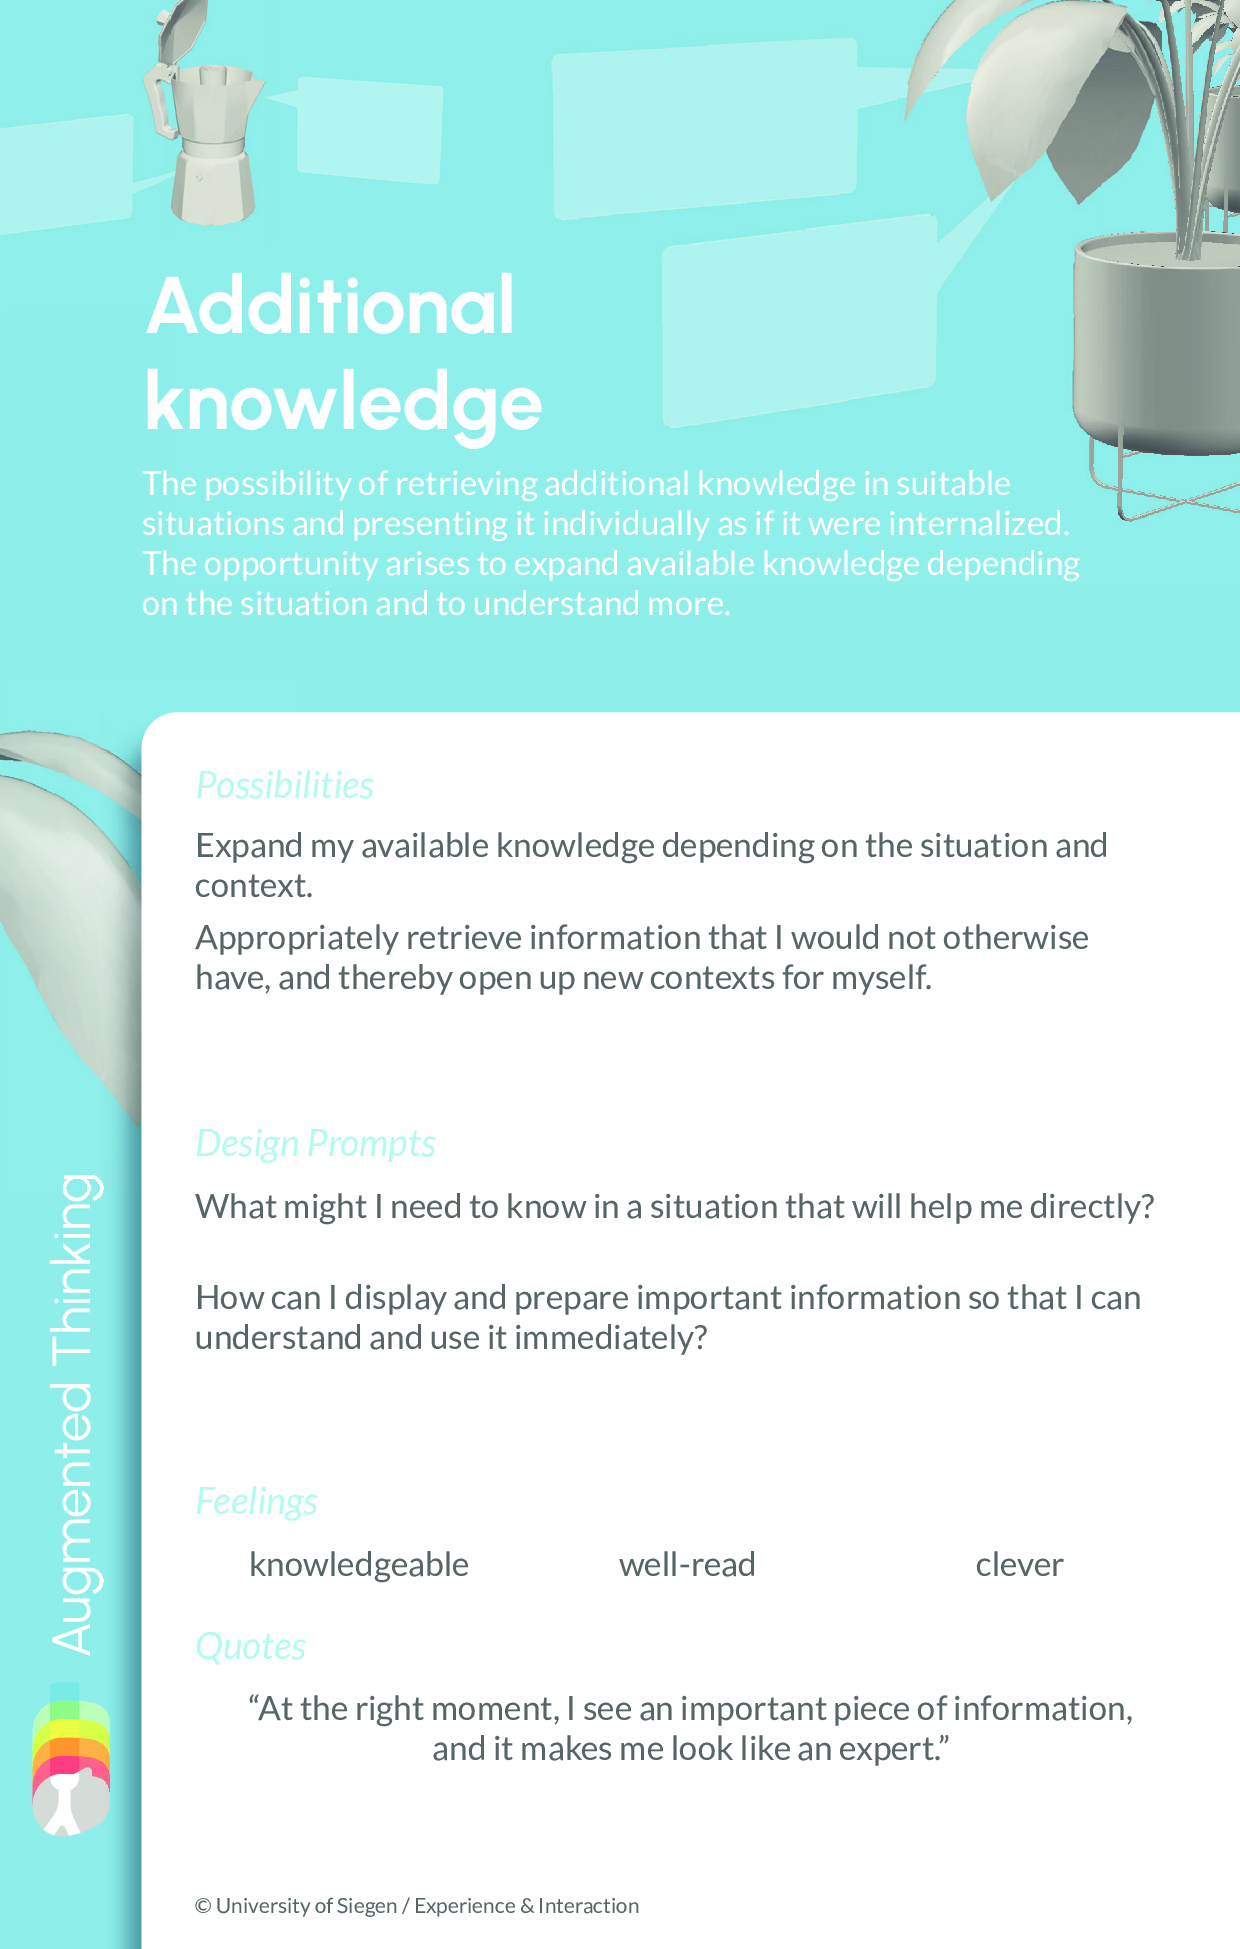 Additional
knowledge
The possibility of retrieving additional knowledge in suitable
situations and presenting it individually as if it were internalized.
The opportunity arises to expand available knowledge depending
on the situation and to understand more.
Possibilities
Expand my available knowledge depending on the situation and
context.
Appropriately retrieve information that I would not otherwise
have, and thereby open up new contexts for myself.
Design Prompts
What might I need to know in a situation that will help me directly?
How can I display and prepare important information so that I can
understand and use it immediately?
Feelings
knowledgeable well-read clever
Quotes
“At the right moment, I see an important piece of information,
and it makes me look like an expert.”
Augmented Thinking
© University of Siegen / Experience & Interaction